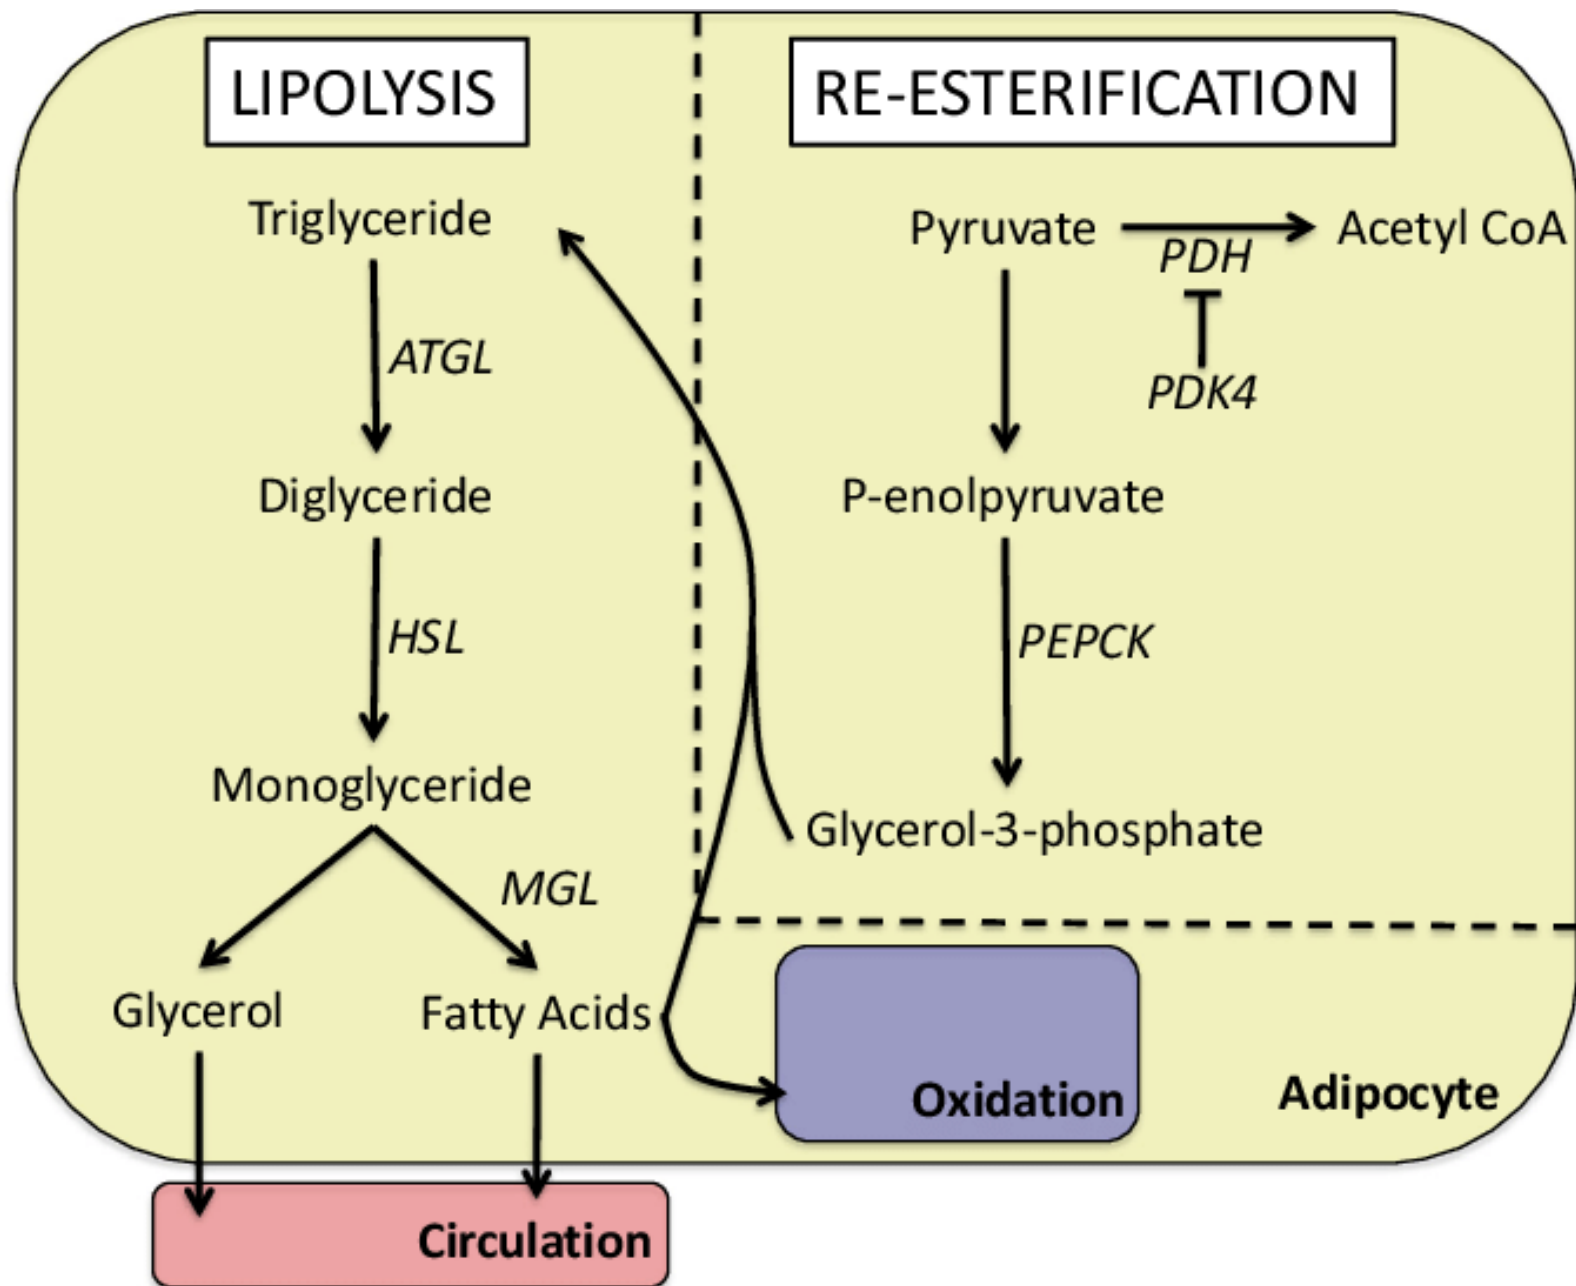 LIPOLYSIS
Triglyceride
ATGL
Diglyceride
HSL
Monoglyceride
MGL
Glycerol
Fatty Acids
RE-ESTERIFICATION
Pyruvate
Acetyl CoA
PDH
PDK4
P-enolpyruvate
PEPCK
Glycerol-3-phosphate
Oxidation
Adipocyte
Circulation